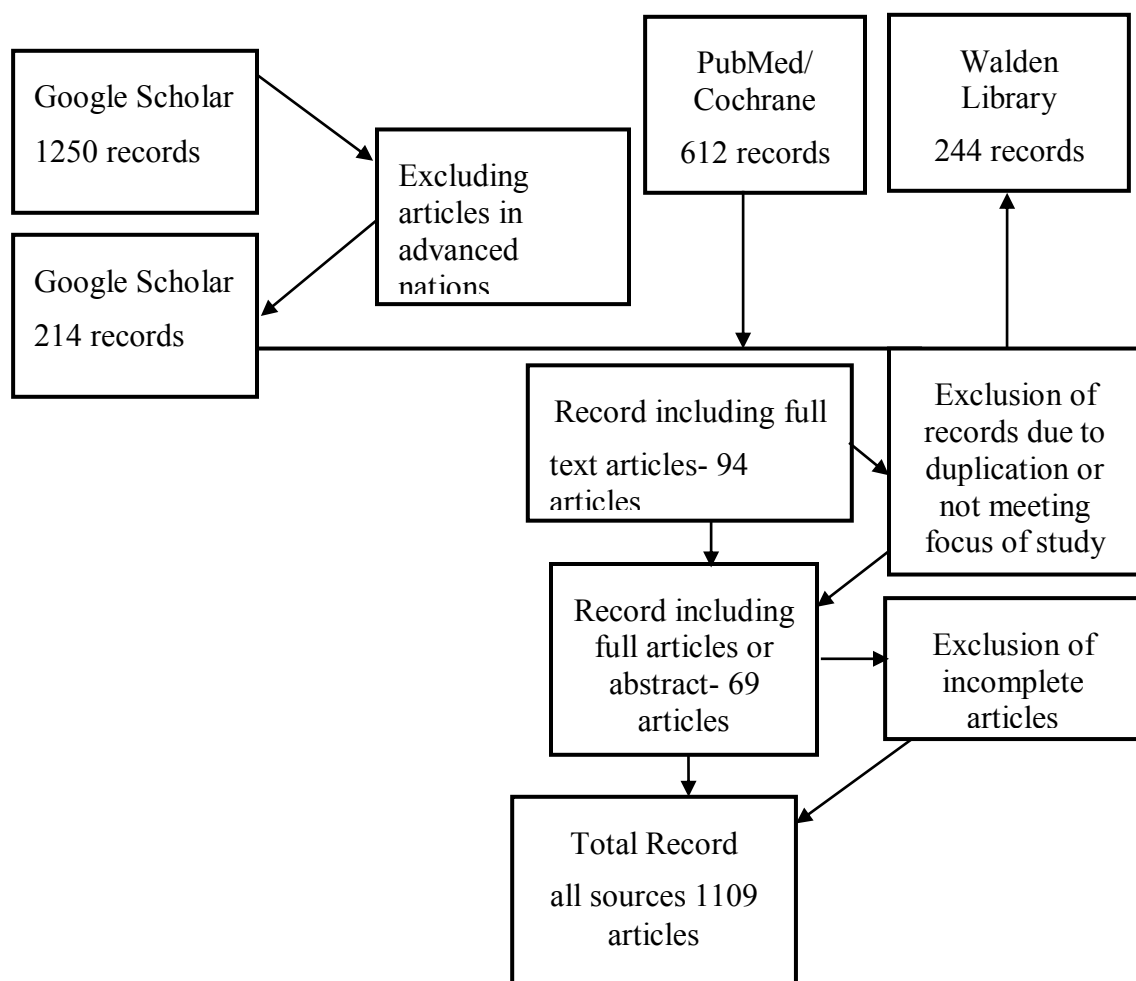 Google Scholar
1250 records
Excluding
articles in
advanced
nations
PubMed/
Cochrane
612 records
Walden
Library
244 records
Google Scholar
214 records
Record including full
text articles- 94
articles
Exclusion of
records due to
duplication or
not meeting
focus of study
Record including
full articles or
abstract- 69
articles
Exclusion of
incomplete
articles
Total Record
all sources 1109
articles